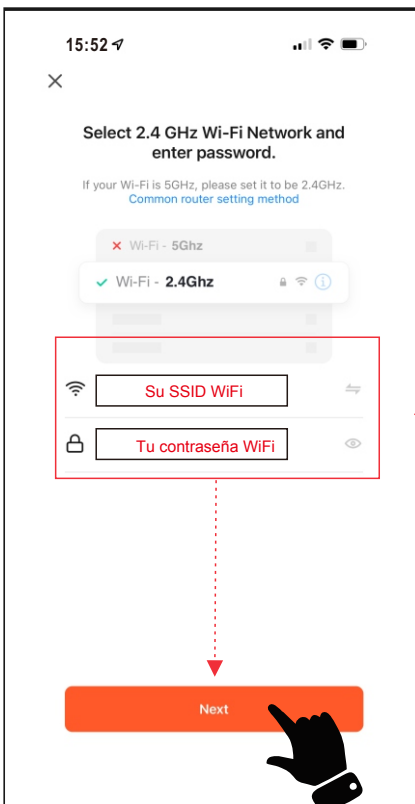 15:52
Select 2.4 GHz Wi-Fi Network and
enter password.
If your Wi-Fi is 5GHz, please set it to be 2.4GHz.
Common router setting method
Wi-Fi - 5Ghz
Wi-Fi - 2.4Ghz
Su SSID WiFi
Tu contraseña WiFi
Next